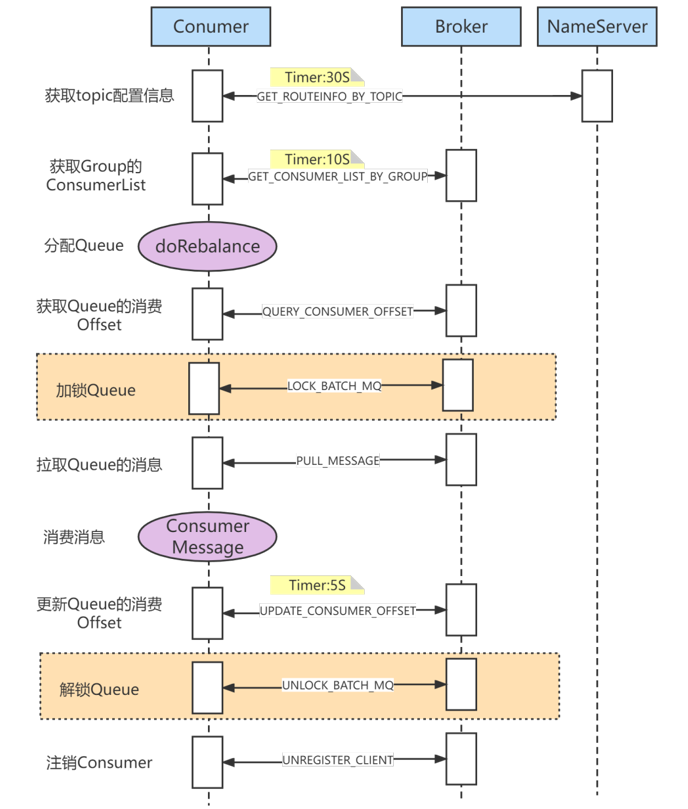 Conumer
Broker
NameServer
Timer:30S
获取topic配置信息
GET_ROUTEINFO_BY_TOPIC
Timer:10S
获取Group的
ConsumerList
GET_CONSUMER_LIST_BY_GROUP
分配Queue
doRebalance
获取Queue的消费
Offset
QUERY_CONSUMER_OFFSET
加锁Queue
LOCK_BATCH_MQ
拉取Queue的消息
PULL_MESSAGE
消费消息
Consumer
Message
Timer:5S
更新Queue的消费
Offset
UPDATE_CONSUMER_OFFSET
解锁Queue
UNLOCK_BATCH_MQ
注销Consumer
UNREGISTER_CLIENT